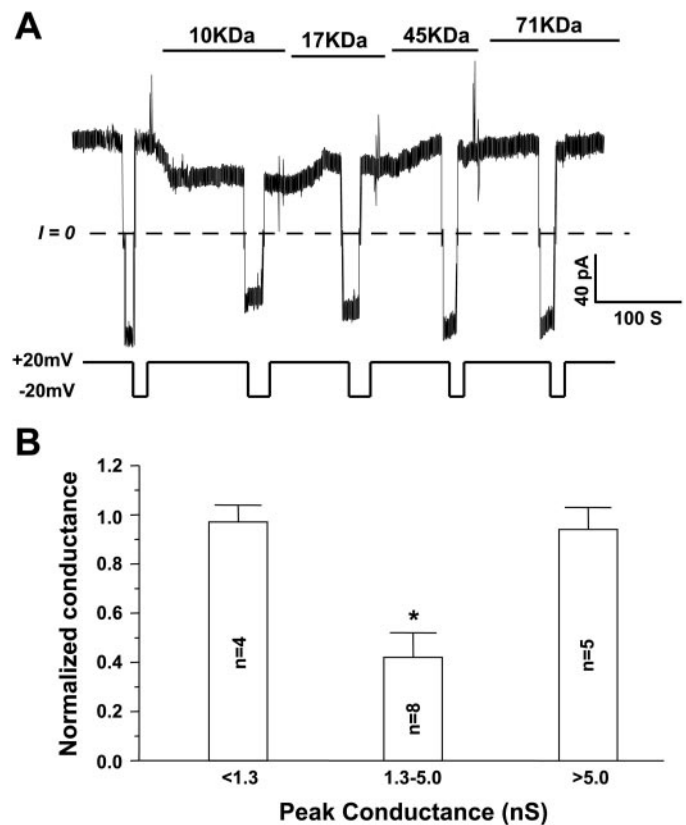 A
10KDa 17KDa 45KDa 71KDa
I = 0
40 pA
100 S
+20mV
-20mV
B
Normalized conductance
1.2
1.0
0.8
0.6
0.4
0.2
0.0
n=4
*
n=8
n=5
<1.3 1.3-5.0 >5.0
Peak Conductance (nS)